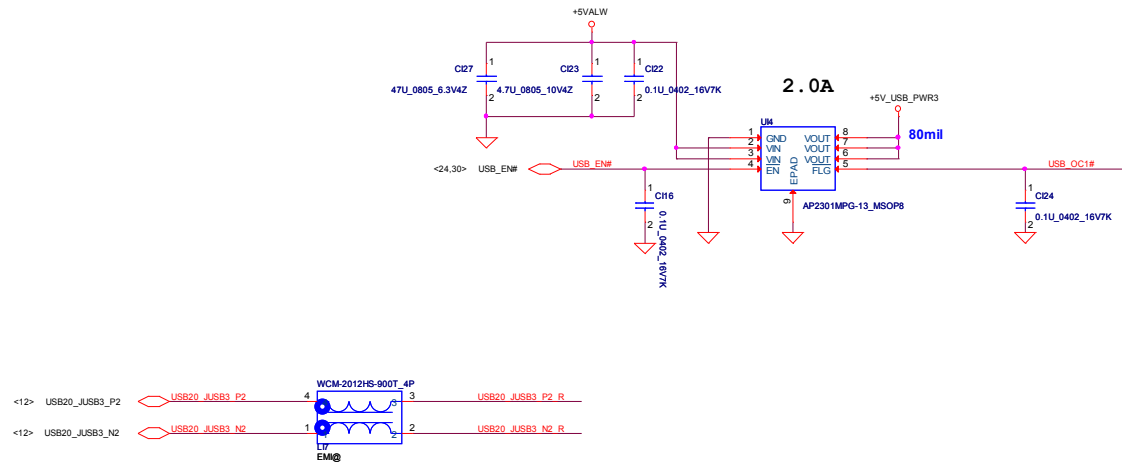 +5VALW
1
CI27
2
47U_0805_6.3V4Z
1
CI23
2
4.7U_0805_10V4Z
1
CI22
2
0.1U_0402_16V7K
2.0A
+5V_USB_PWR3
80mil
UI4
1 GND VOUT 8
2 VIN VOUT 7
3 VIN VOUT 6
4 EN FLG 5
EPAD
9
AP2301MPG-13_MSOP8
<24,30> USB_EN# USB_EN#
USB_OC1#
1
CI16
2
0.1U_0402_16V7K
1
CI24
2
0.1U_0402_16V7K
WCM-2012HS-900T_4P
<12> USB20_JUSB3_P2 USB20_JUSB3_P2 4 3 3 USB20_JUSB3_P2_R
<12> USB20_JUSB3_N2 USB20_JUSB3_N2 1 2 2 USB20_JUSB3_N2_R
LI7
EMI@